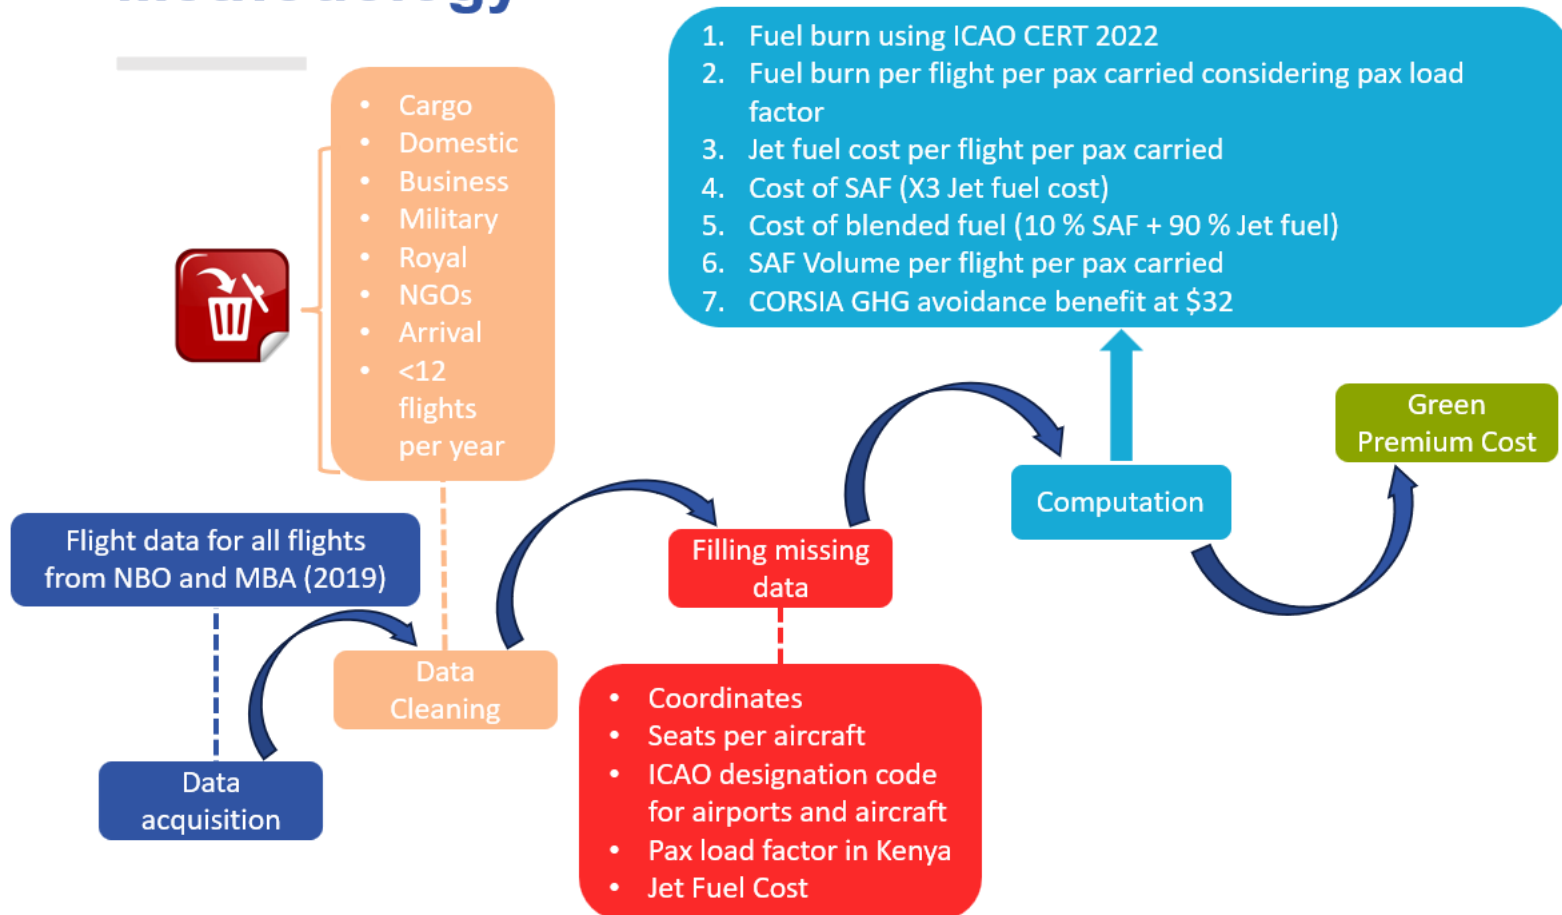 Methodology
• Cargo
• Domestic
• Business
• Military
• Royal
• NGOs
• Arrival
• <12
flights
per year
1. Fuel burn using ICAO CERT 2022
2. Fuel burn per flight per pax carried considering pax load
factor
3. Jet fuel cost per flight per pax carried
4. Cost of SAF (X3 Jet fuel cost)
5. Cost of blended fuel (10 % SAF + 90 % Jet fuel)
6. SAF Volume per flight per pax carried
7. CORSIA GHG avoidance benefit at $32
Flight data for all flights
from NBO and MBA (2019)
Data
acquisition
Data
Cleaning
Filling missing
data
• Coordinates
• Seats per aircraft
• ICAO designation code
for airports and aircraft
• Pax load factor in Kenya
• Jet Fuel Cost
Computation
Green
Premium Cost